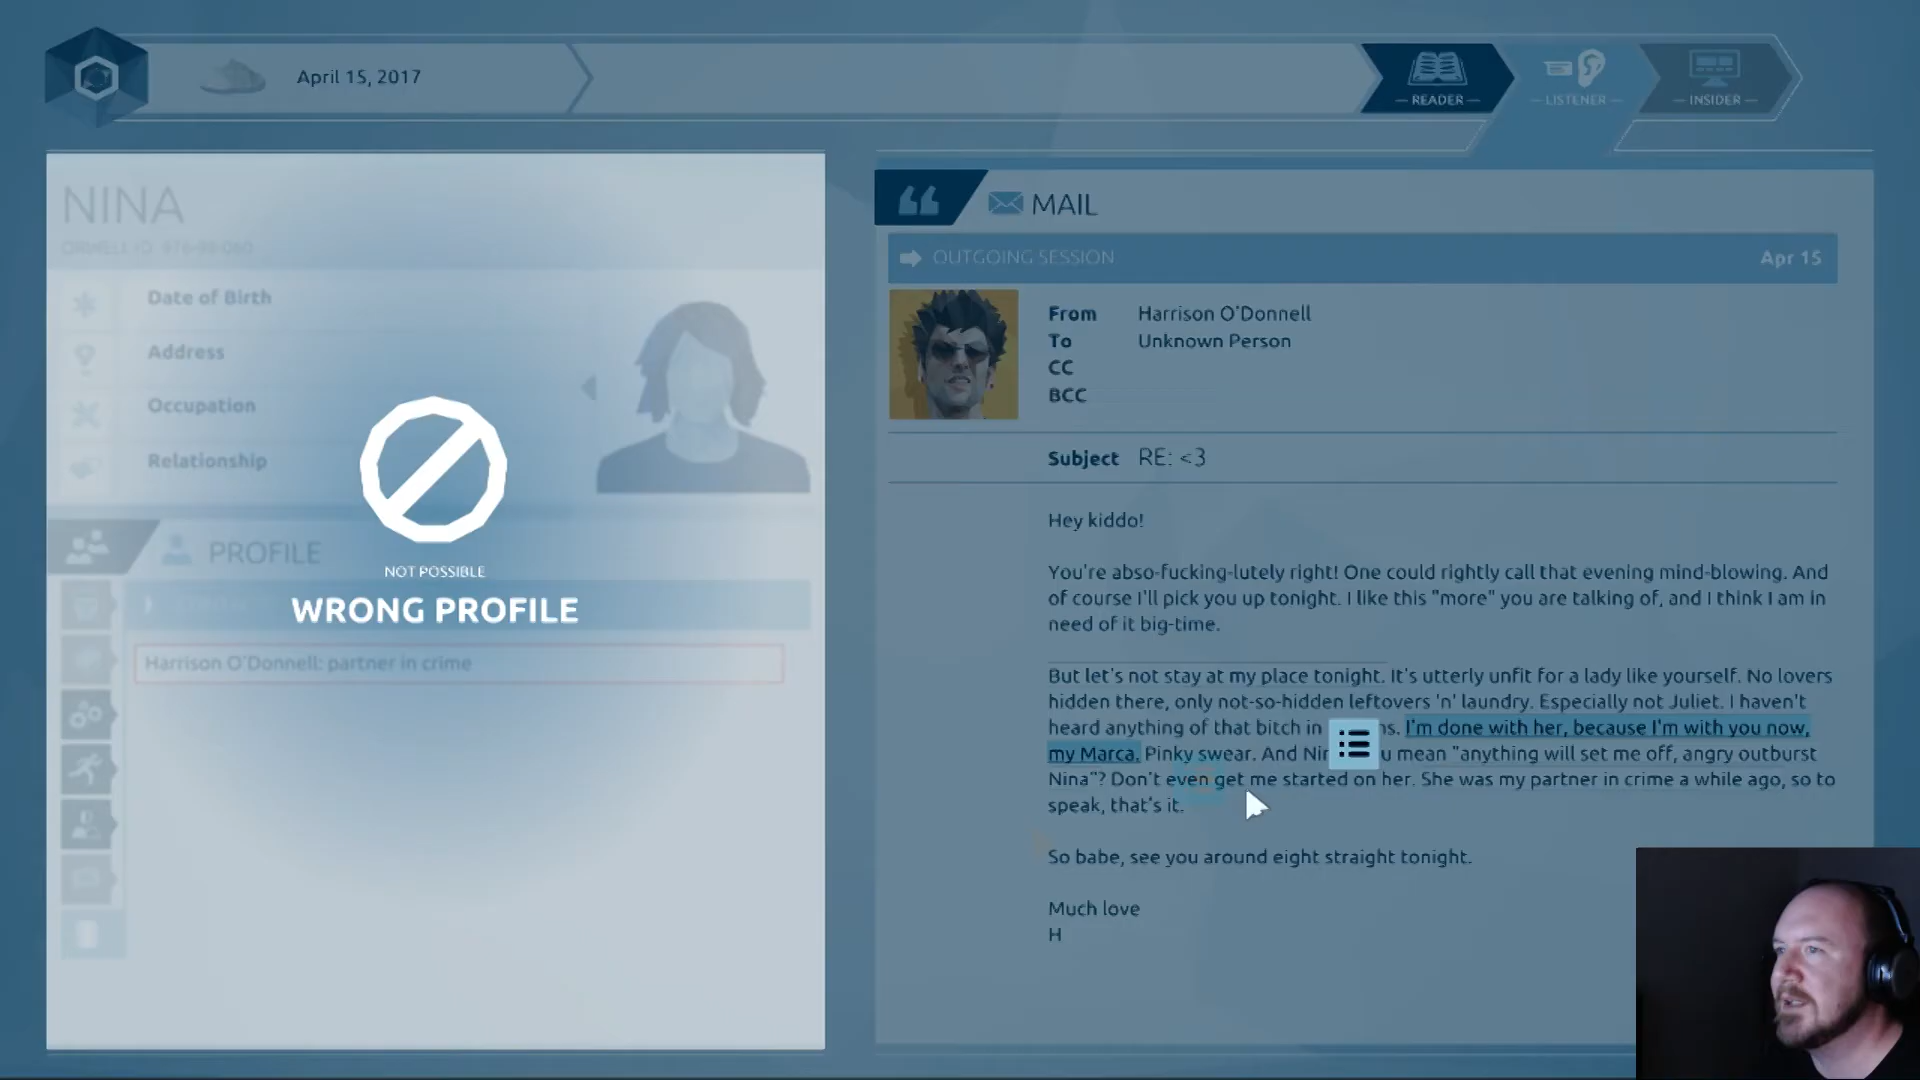 April 15, 2017
READER
LISTENER
INSIDER
NINA
Date of Birth
Address
Occupation
Relationship
PROFILE
NOT POSSIBLE
WRONG PROFILE
Harrison O'Donnell: partner in crime
MAIL
OUTGOING SESSION Apr 15
From Harrison O'Donnell
To Unknown Person
CC
BCC
Subject RE: <3
Hey kiddo!
You're abso-fucking-lutely right! One could rightly call that evening mind-blowing. And
of course I'll pick you up tonight. I like this "more" you are talking of, and I think I am in
need of it big-time.
But let's not stay at my place tonight. It's utterly unfit for a lady like yourself. No lovers
hidden there, only not-so-hidden leftovers 'n' laundry. Especially not Juliet. I haven't
heard anything of that bitch in ns. I'm done with her, because I'm with you now,
my Marca. Pinky swear. And Nin u mean "anything will set me off, angry outburst
Nina"? Don't even get me started on her. She was my partner in crime a while ago, so to
speak, that's it.
So babe, see you around eight straight tonight.
Much love
H